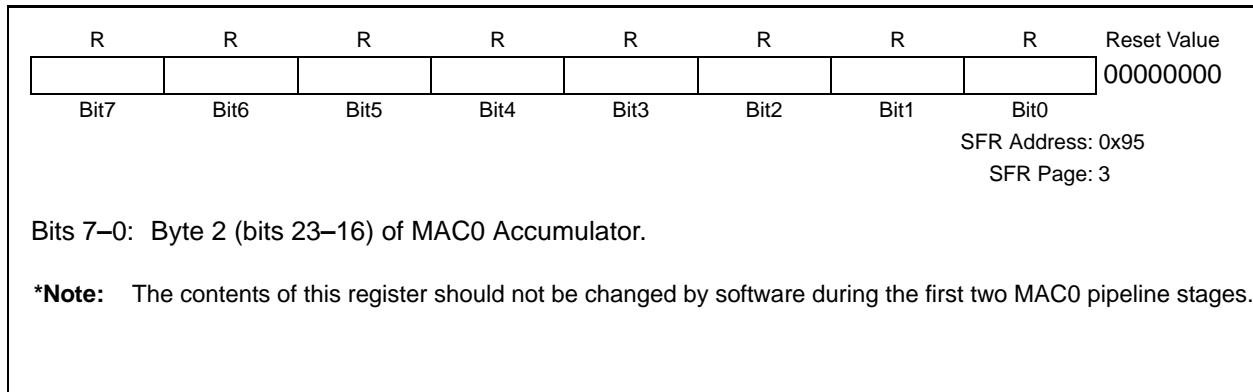 R R R R R R R R Reset Value
00000000
Bit7 Bit6 Bit5 Bit4 Bit3 Bit2 Bit1 Bit0
SFR Address: 0x95
SFR Page: 3
Bits 7–0: Byte 2 (bits 23–16) of MAC0 Accumulator.
*Note: The contents of this register should not be changed by software during the first two MAC0 pipeline stages.